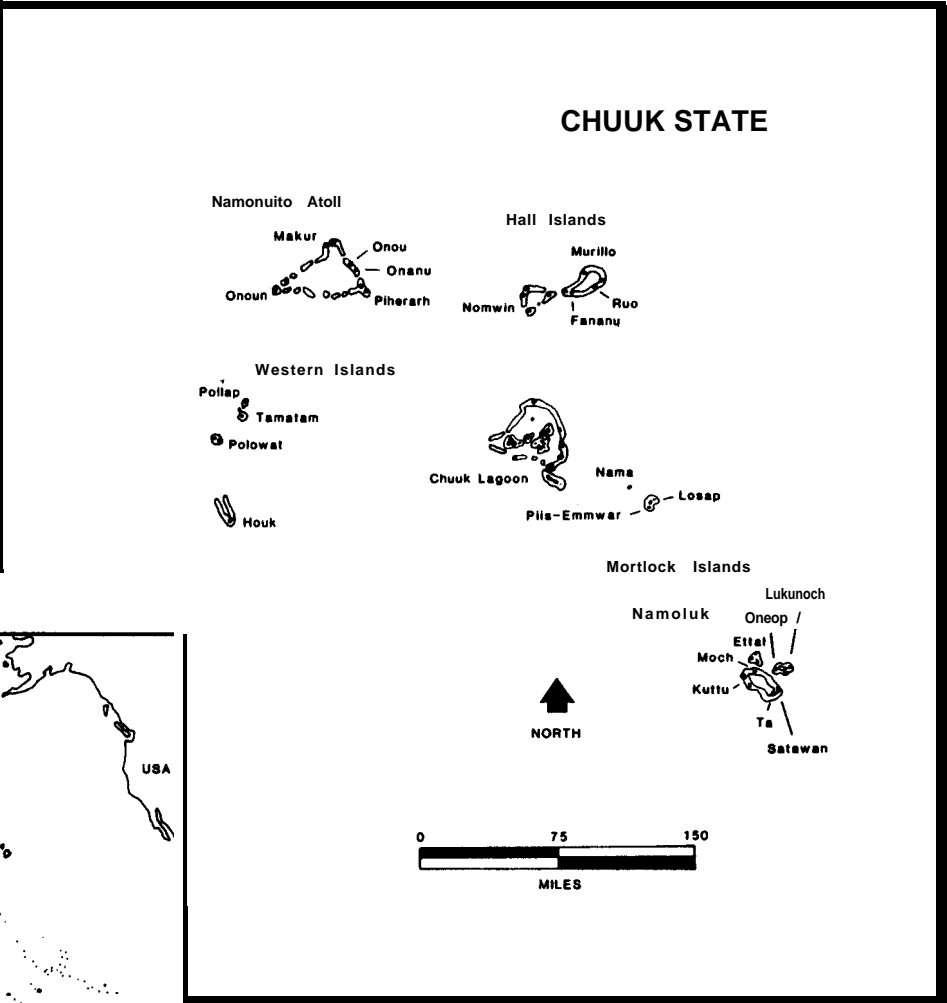 CHUUK STATE
Namonuito Atoll
Hall Islands
Makur
Onou
Murillo
Onanu
Onoun
Piherarh
Nomwin
Ruo
Fananu
Western Islands
Pollap
Tamatam
Polowat
Chuuk Lagoon
Nama
Losap
Piis-Emmwar
Houk
Mortlock Islands
Lukunoch
Namoluk
Oneop /
Ettal
Moch
Kuttu
Ta
NORTH
Satawan
USA
0 75 150
MILES